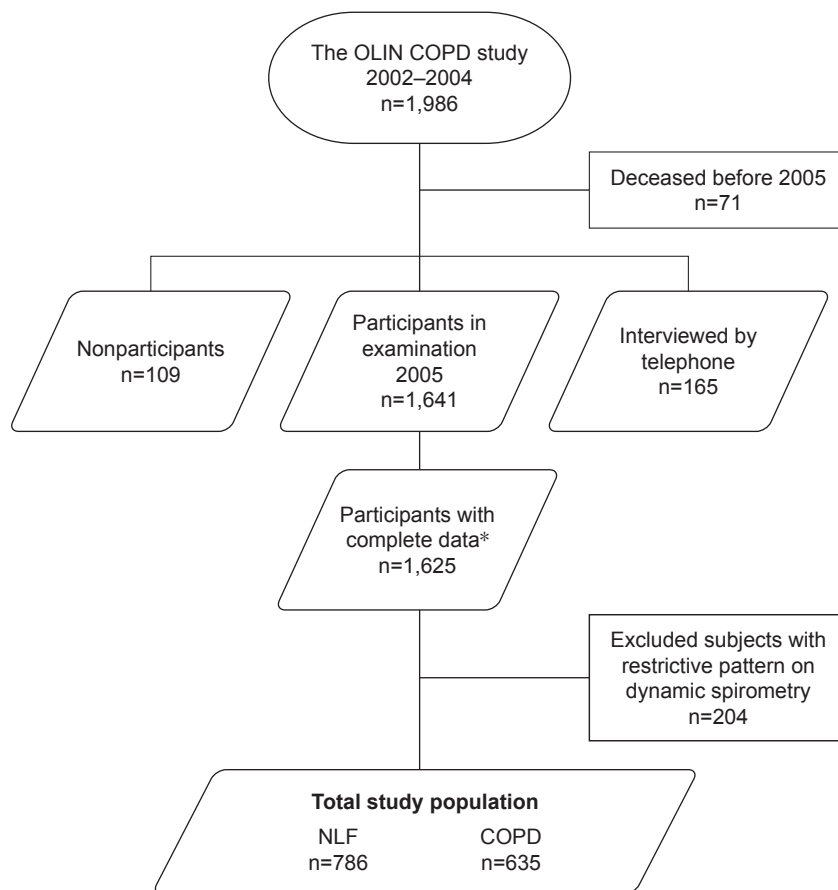 The OLIN COPD study
2002–2004
n=1,986
Deceased before 2005
n=71
Nonparticipants
n=109
Participants in
examination
2005
n=1,641
Interviewed by
telephone
n=165
Participants with
complete data*
n=1,625
Excluded subjects with
restrictive pattern on
dynamic spirometry
n=204
Total study population
NLF
n=786
COPD
n=635